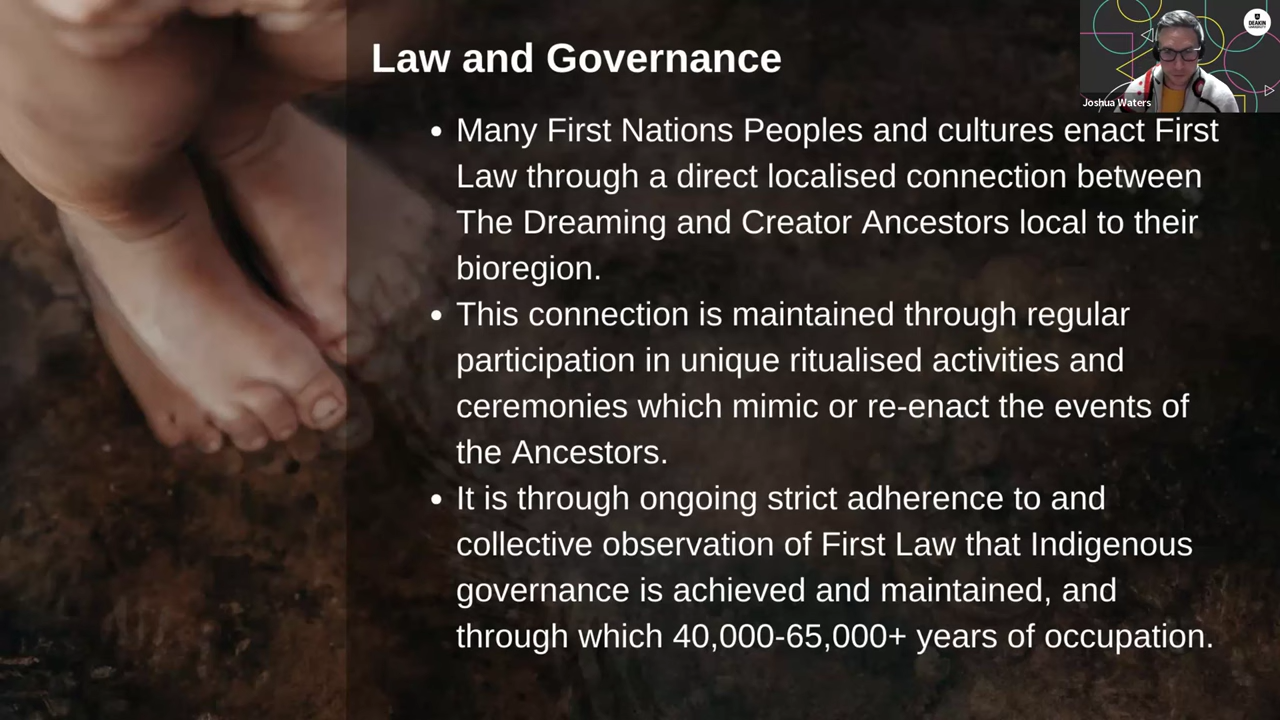 Law and Governance
DEAKIN
UNIVERSITY
Joshua Waters
• Many First Nations Peoples and cultures enact First
Law through a direct localised connection between
The Dreaming and Creator Ancestors local to their
bioregion.
• This connection is maintained through regular
participation in unique ritualised activities and
ceremonies which mimic or re-enact the events of
the Ancestors.
• It is through ongoing strict adherence to and
collective observation of First Law that Indigenous
governance is achieved and maintained, and
through which 40,000-65,000+ years of occupation.